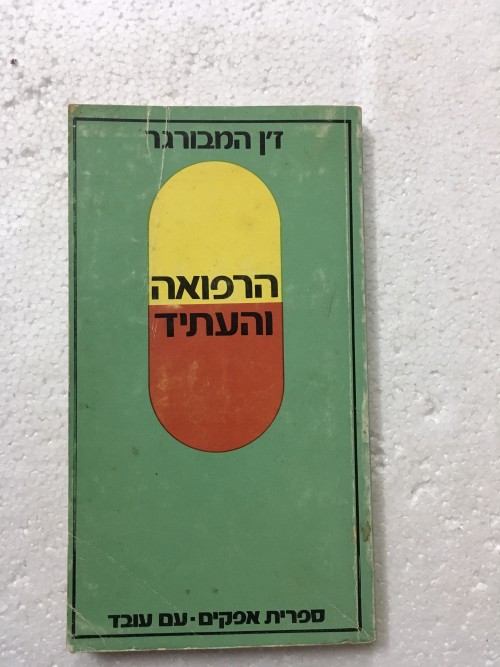 ז'ן המבורגר
הרפואה
והעתיד
ספרית אפקים • עם עובד